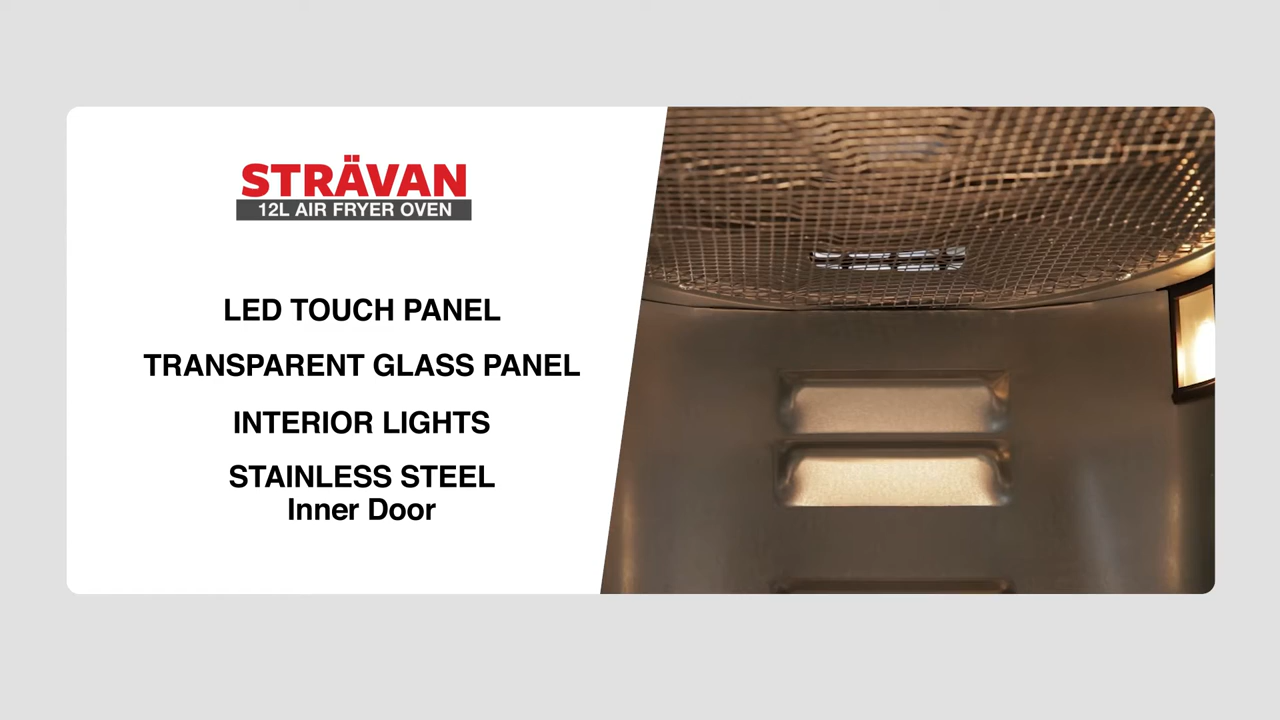 STRÄVAN
12L AIR FRYER OVEN
LED TOUCH PANEL
TRANSPARENT GLASS PANEL
INTERIOR LIGHTS
STAINLESS STEEL
Inner Door